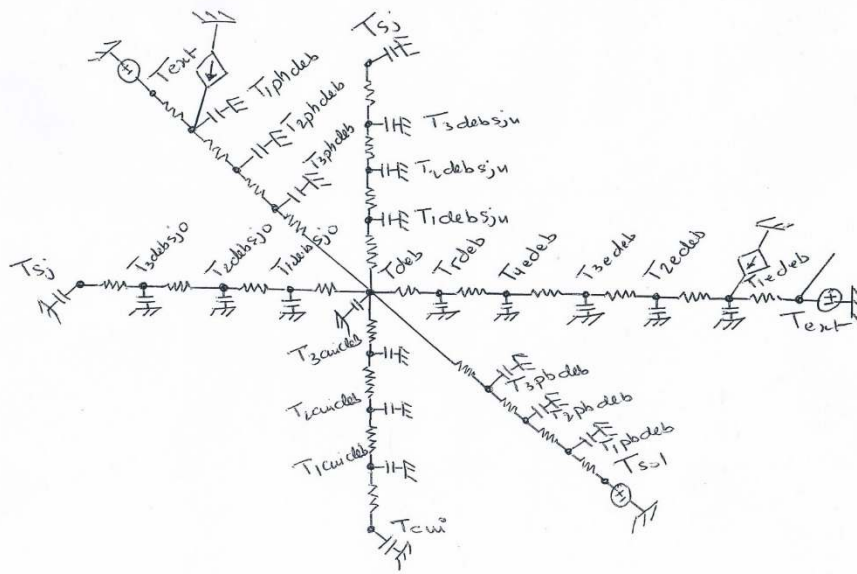 Tsj
Text
T1phdeb
T2phdeb
T3phdeb
T3debsju
T2debsju
T1debsju
Tsj
T3debsjo
T2debsjo
T1debsjo
Tdeb
Trdeb
T4edeb
T3edeb
T2edeb
T1edeb
Text
T3cuideb
T2cuideb
T1cuideb
Tcui
T3pbdeb
T2pbdeb
T1pbdeb
Tsol